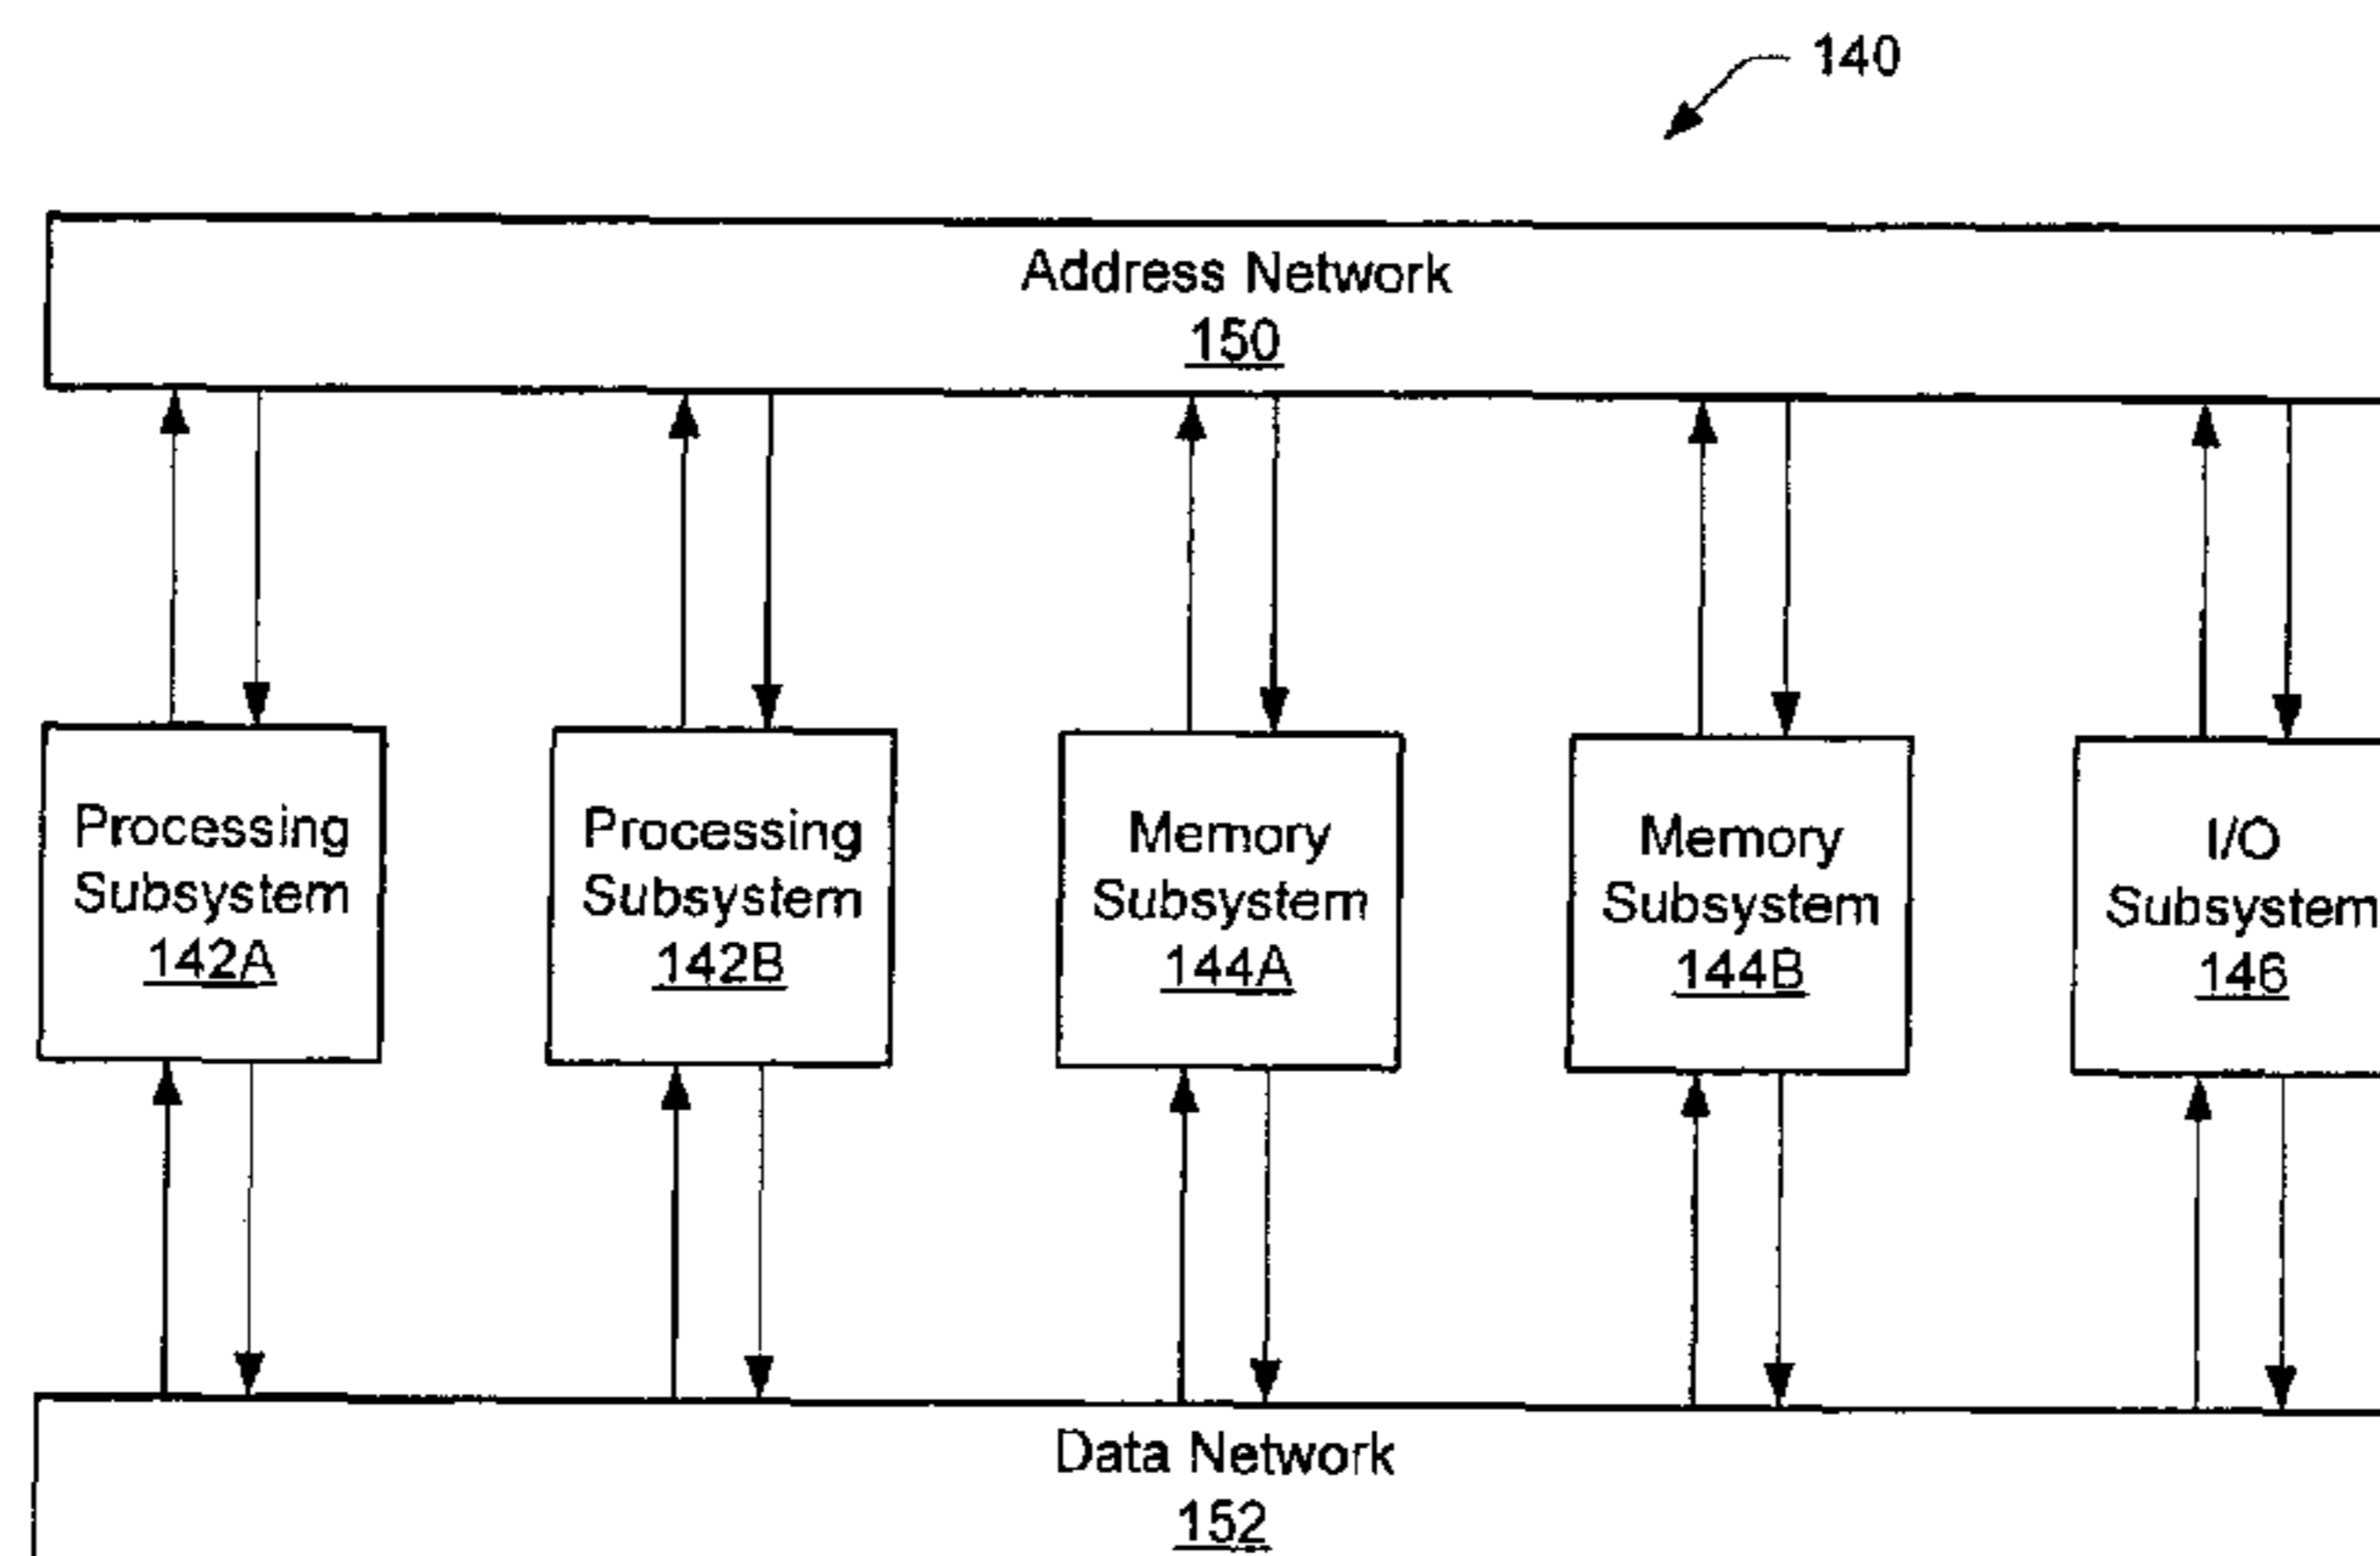 140
Address Network
150
Processing
Subsystem
142A
Processing
Subsystem
142B
Memory
Subsystem
144A
Memory
Subsystem
144B
I/O
Subsystem
146
Data Network
152